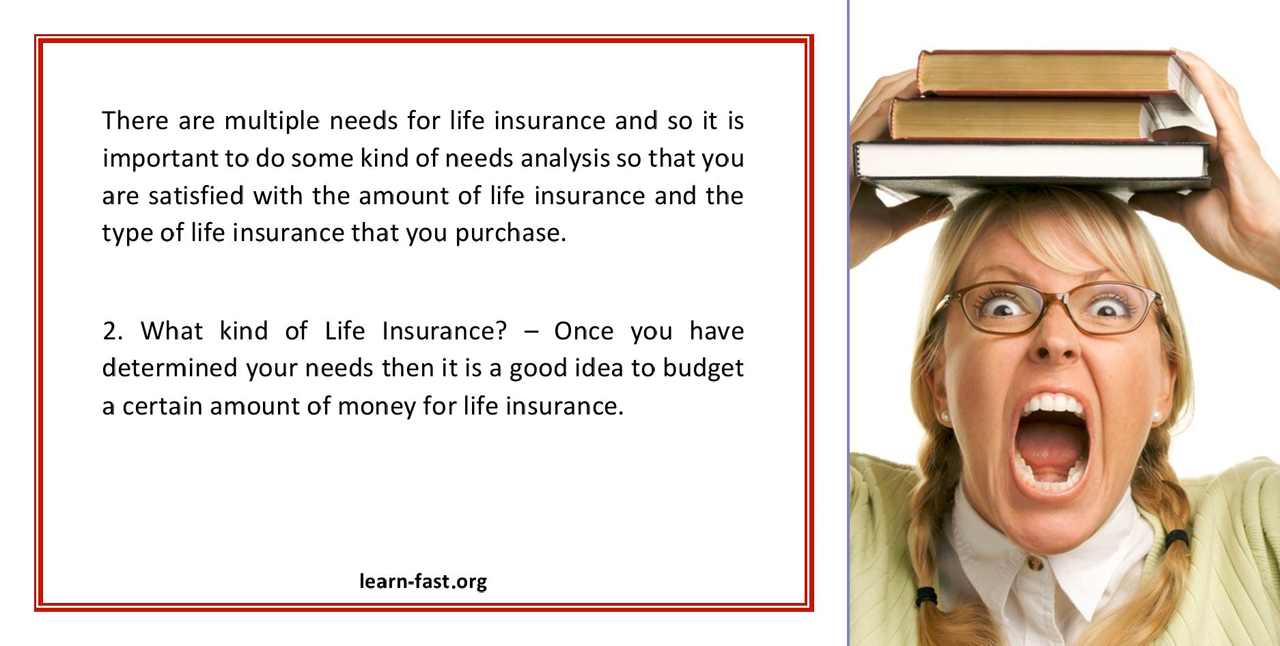 There are multiple needs for life insurance and so it is
important to do some kind of needs analysis so that you
are satisfied with the amount of life insurance and the
type of life insurance that you purchase.
2. What kind of Life Insurance? – Once you have
determined your needs then it is a good idea to budget
a certain amount of money for life insurance.
learn-fast.org